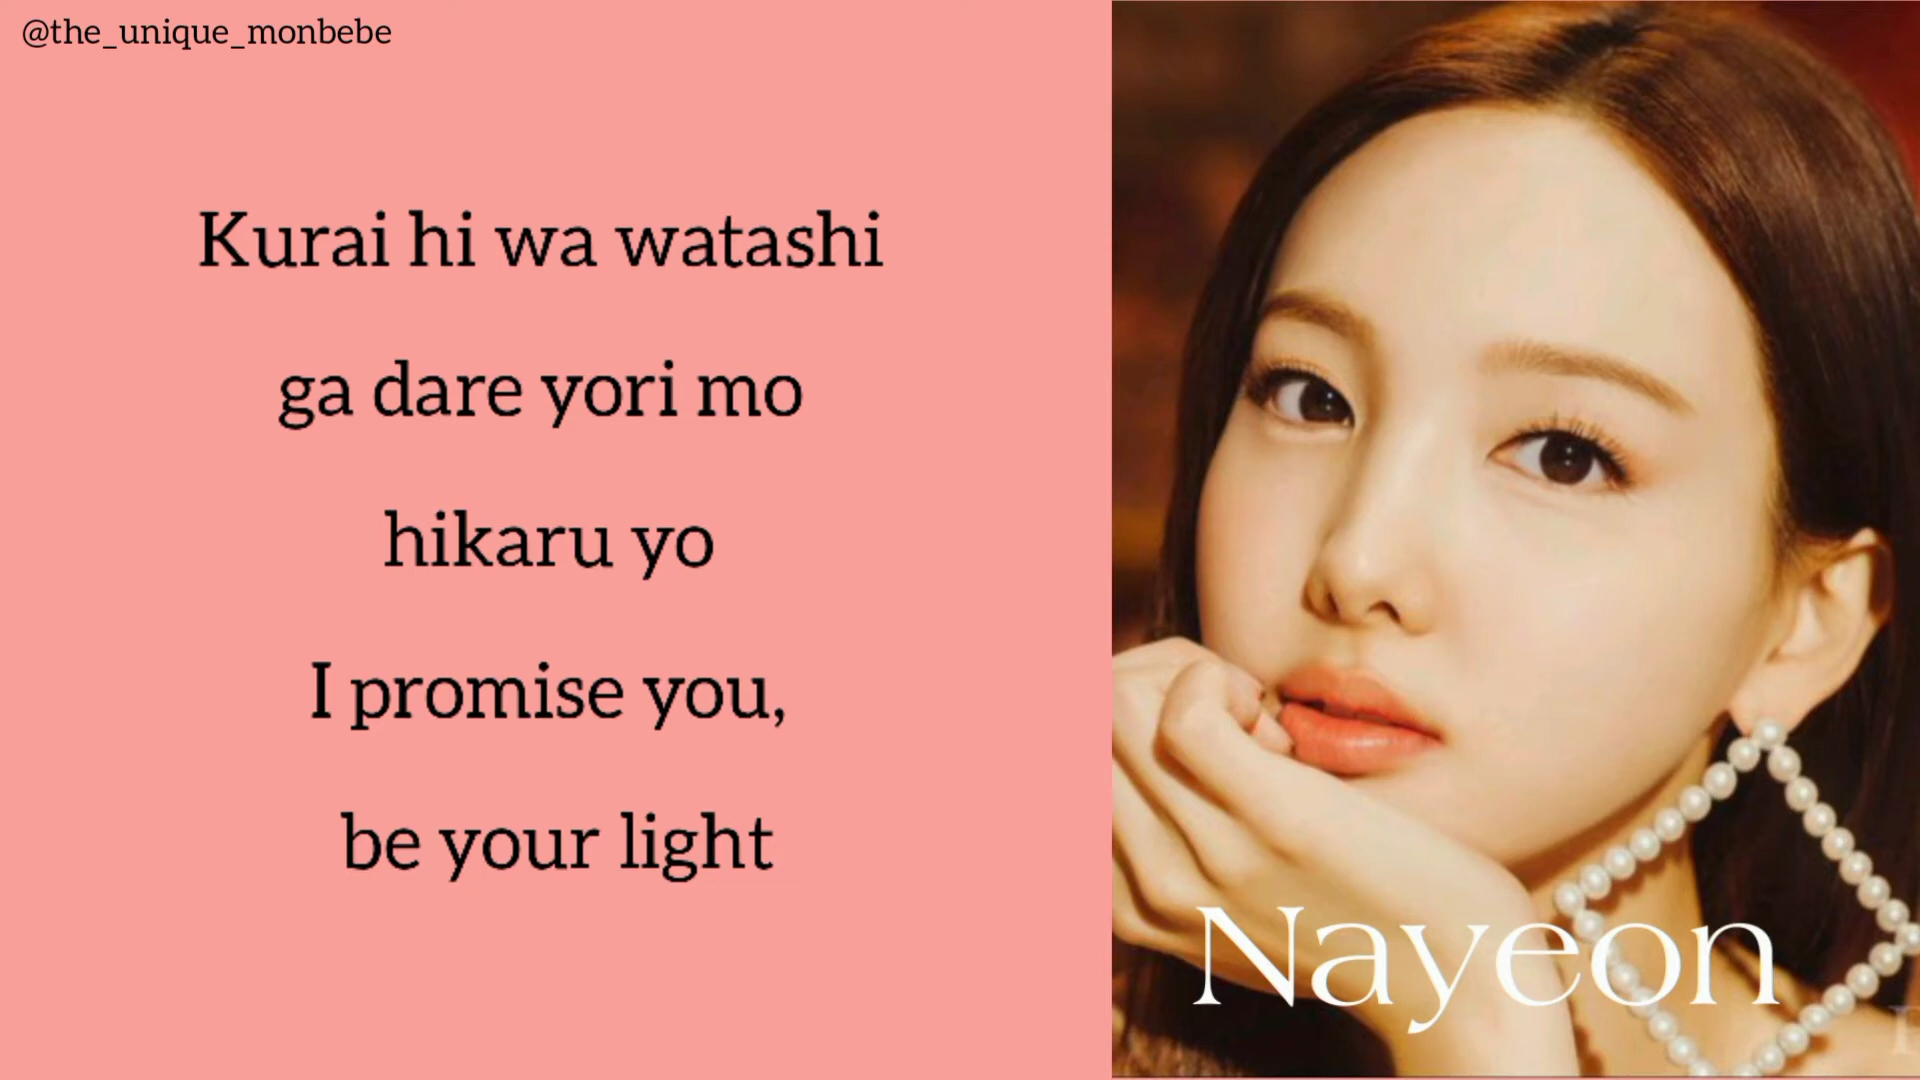 @the_unique_monbebe
Kurai hi wa watashi
ga dare yori mo
hikaru yo
I promise you,
be your light
Nayeon